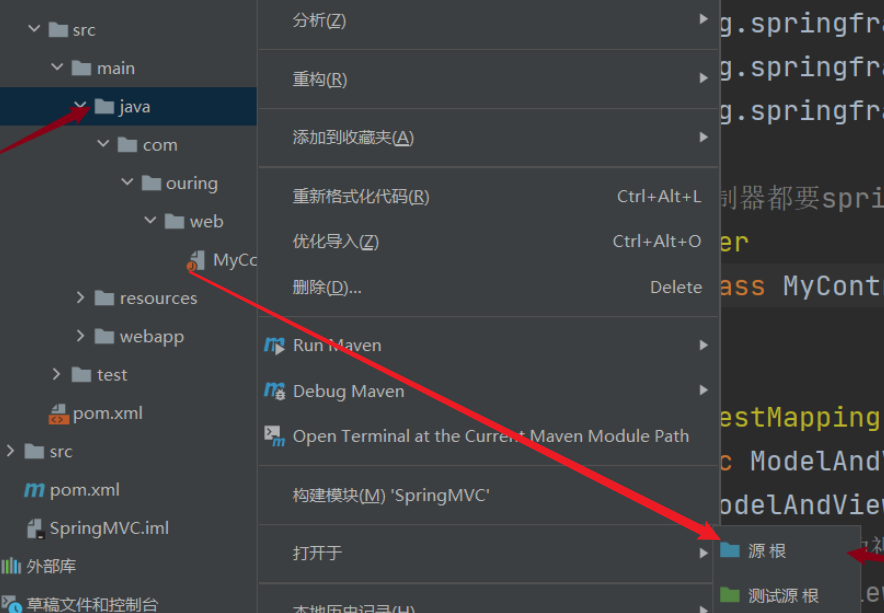 src
main
java
com
ouring
web
MyCc
resources
webapp
test
pom.xml
src
pom.xml
SpringMVC.iml
外部库
草稿文件和控制台
分析(Z)
重构(R)
添加到收藏夹(A)
重新格式化代码(R) Ctrl+Alt+L
优化导入(Z) Ctrl+Alt+O
删除(D)... Delete
Run Maven
Debug Maven
Open Terminal at the Current Maven Module Path
构建模块(M) 'SpringMVC'
打开于
本地历史记录(H)
源 根
测试源 根
g.springfra
g.springfra
g.springfra
制器都要spri
er
ass MyCont
estMapping
c ModelAnd
odelAndView